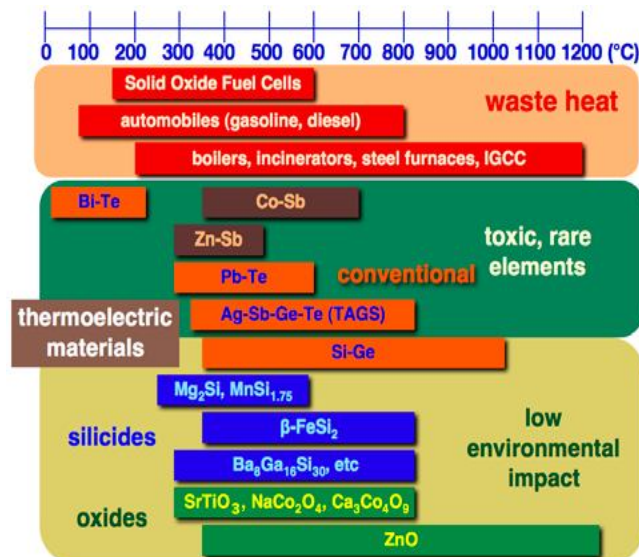 0 100 200 300 400 500 600 700 800 1000 1200 (°C)
Solid Oxide Fuel Cells
automobiles (gasoline, diesel)
waste heat
boilers, incinerators, steel furnaces, IGCC
Bi-Te
Co-Sb
Zn-Sb
toxic, rare
elements
Pb-Te
conventional
Ag-Sb-Ge-Te (TAGS)
thermoelectric
materials
Si-Ge
Mg₂Si, MnSi₁.₇₅
silicides
β-FeSi₂
low
environmental
impact
Ba₈Ga₁₆Si₃₀, etc
oxides
SrTiO₃, NaCo₂O₄, Ca₃Co₄O₉
ZnO